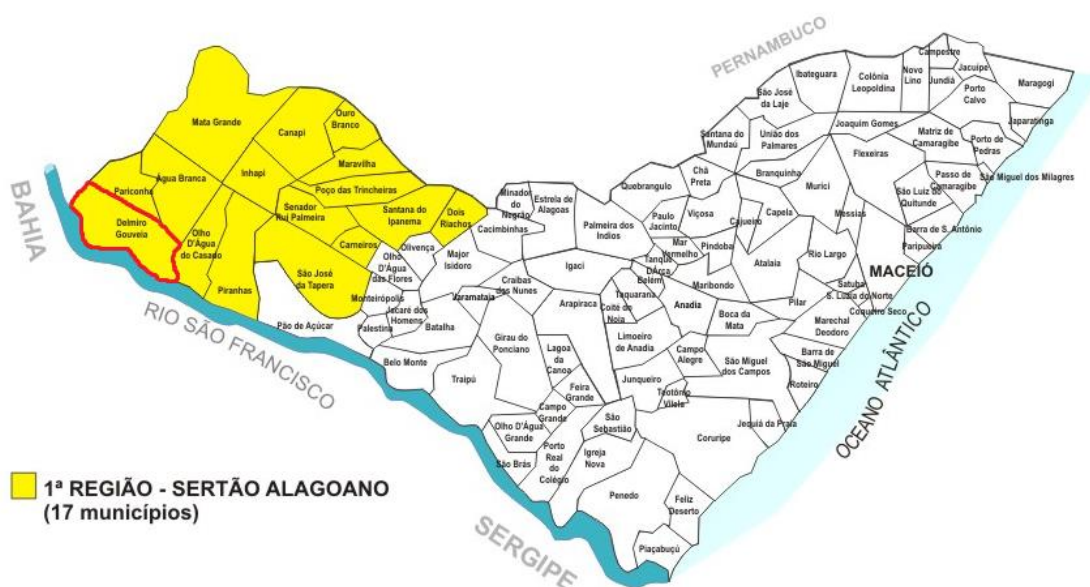 PERNAMBUCO
BAHIA
RIO SÃO FRANCISCO
SERGIPE
OCEANO ATLÂNTICO
MACEIÓ
Mata Grande
Canapi
Ouro
Branco
Maravilha
Inhapi
Água Branca
Pariconha
Delmiro
Gouveia
Olho
D'Água
do Casado
Piranhas
Poço das Trincheiras
Senador
Rui Palmeira
Santana do
Ipanema
Dois
Riachos
Carneiros
São José
da Tapera
Olivença
Olho
D'Água
das Flores
Major
Isidoro
Monteirópolis
Jacaré dos
Homens
Palestina
Pão de Açúcar
Batalha
Belo Monte
Minador
do
Negrão
Cacimbinhas
Estrela de
Alagoas
Palmeira dos
Índios
Igaci
Craíbas
dos Nunes
Arapiraca
Girau do
Ponciano
Traipú
Lagoa
da
Canoa
Feira
Grande
Campo
Grande
Olho D'Água
Grande
São Brás
Porto
Real do
Colégio
São
Sebastião
Igreja
Nova
Penedo
Piaçabuçú
Feliz
Deserto
Coruripe
Jequiá da Praia
Junqueiro
Teotônio
Vilela
Limoeiro
de Anadia
Coité do
Noia
Taquarana
Belém
Tanque
D'Arca
Mar
Vermelho
Paulo
Jacinto
Quebrangulo
Chã
Preta
Viçosa
Pindoba
Maribondo
Anadia
Boca da
Mata
Campo
Alegre
São Miguel
dos Campos
Roteiro
Barra de
São Miguel
Marechal
Deodoro
Pilar
Atalaia
Cajueiro
Capela
Santana do
Mundaú
União dos
Palmares
Branquinha
Murici
São José
da Laje
Ibateguara
Colônia
Leopoldina
Novo
Lino
Campestre
Jundiá
Jacuípe
Porto
Calvo
Maragogi
Japaratinga
Porto de
Pedras
São Miguel dos Milagres
Passo de
Camaragibe
Matriz de
Camaragibe
Joaquim Gomes
Flexeiras
São Luiz do
Quitunde
Barra de S. Antônio
Paripueira
Messias
Rio Largo
Satuba
S. Luzia do Norte
Coqueiro Seco
1ª REGIÃO - SERTÃO ALAGOANO
(17 municípios)